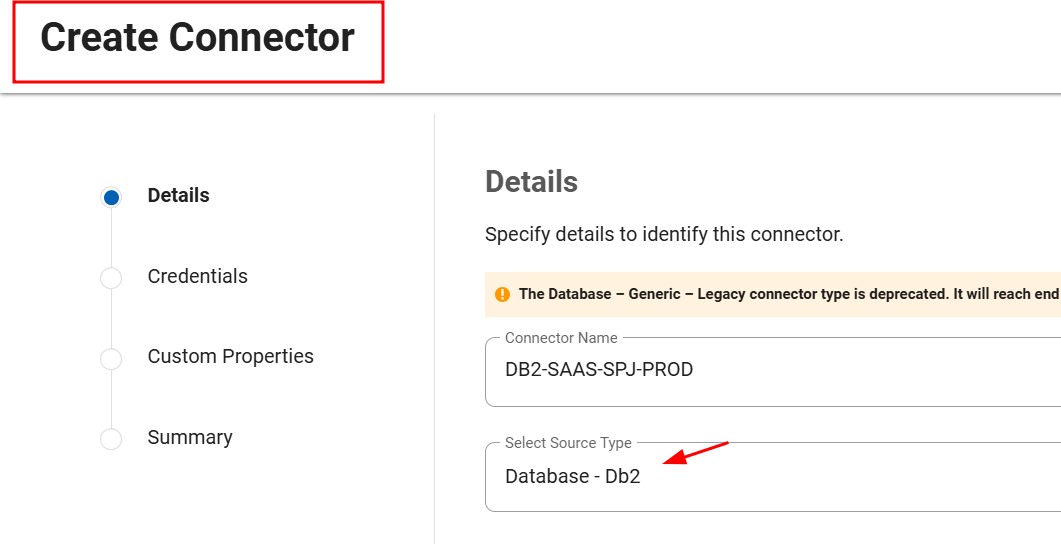 Create Connector
Details
Credentials
Custom Properties
Summary
Details
Specify details to identify this connector.
The Database – Generic – Legacy connector type is deprecated. It will reach end
Connector Name
DB2-SAAS-SPJ-PROD
Select Source Type
Database - Db2